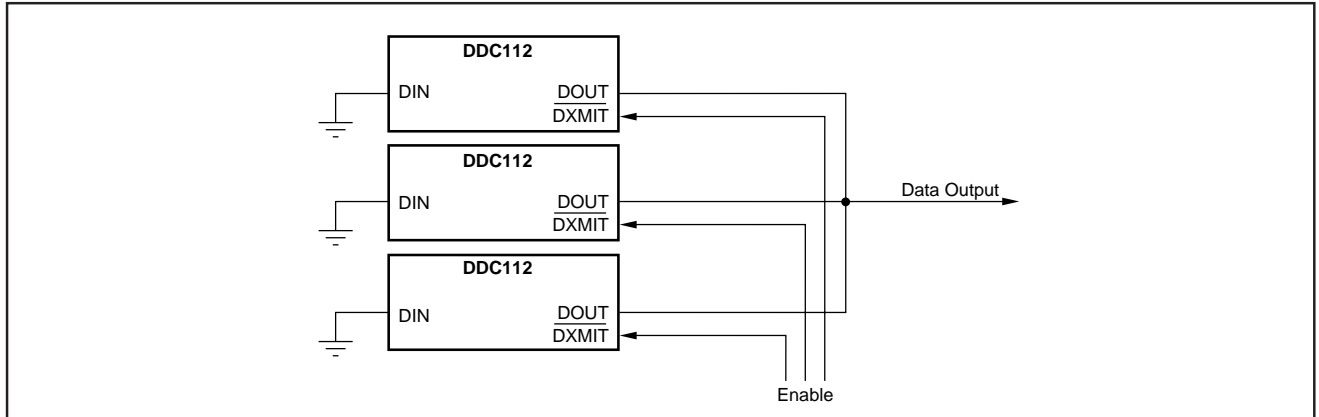 DDC112
DIN DOUT
DXMIT
DDC112
Data Output
DIN DOUT
DXMIT
DDC112
DIN DOUT
DXMIT
Enable